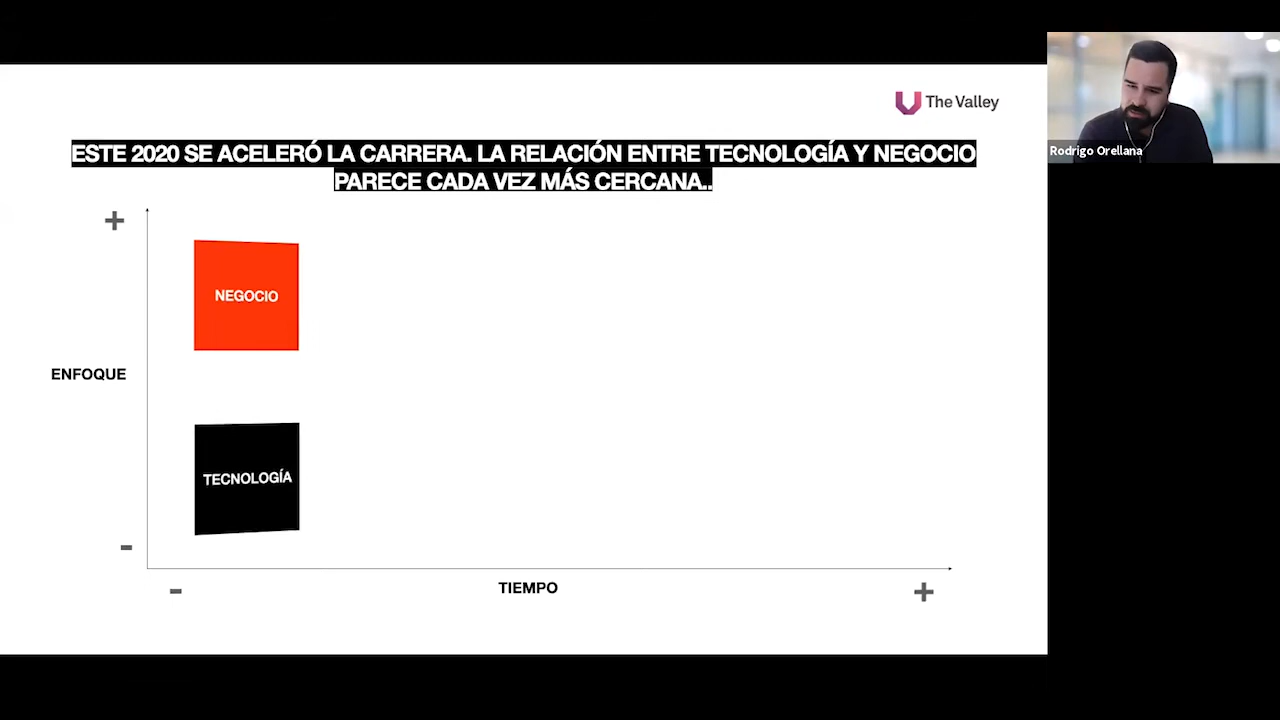 The Valley
Rodrigo Orellana
ESTE 2020 SE ACELERÓ LA CARRERA. LA RELACIÓN ENTRE TECNOLOGÍA Y NEGOCIO
PARECE CADA VEZ MÁS CERCANA..
+
NEGOCIO
ENFOQUE
TECNOLOGÍA
-
- TIEMPO +